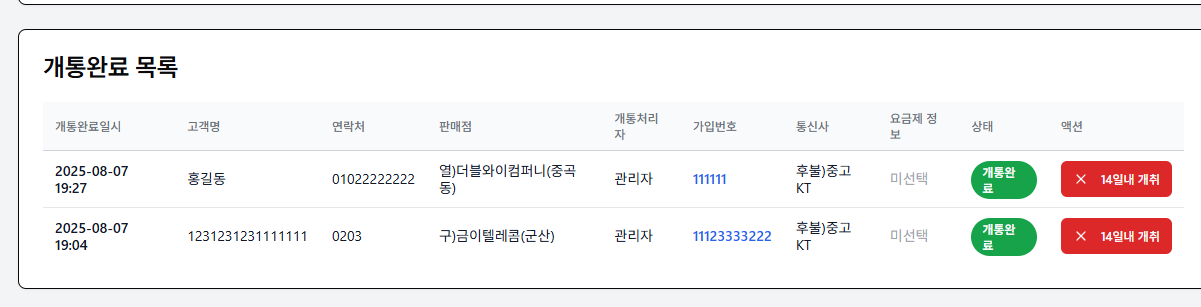 개통완료 목록
개통완료일시 고객명 연락처 판매점 개통처리 가입번호 통신사 요금제 정 상태 액션
자 보
2025-08-07 홍길동 01022222222 열)더블와이컴퍼니(중곡 관리자 111111 후불)중고 미선택 개통완 × 14일내 개취
19:27 동) KT 료
2025-08-07 1231231231111111 0203 구)금이텔레콤(군산) 관리자 11123333222 후불)중고 미선택 개통완 × 14일내 개취
19:04 KT 료